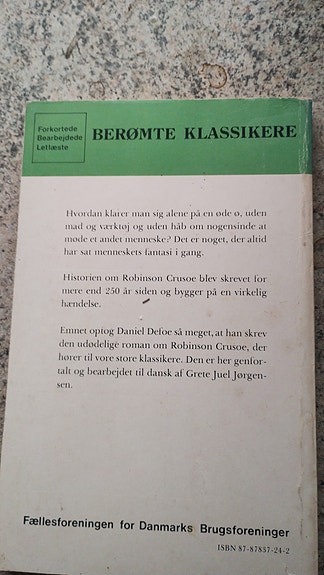 Forkortede
Bearbejdede
Letlæste
BERØMTE KLASSIKERE
Hvordan klarer man sig alene på en øde ø, uden
mad og værktøj og uden håb om nogensinde at
møde et andet menneske? Det er noget, der altid
har sat menneskets fantasi i gang.
Historien om Robinson Crusoe blev skrevet for
mere end 250 år siden og bygger på en virkelig
hændelse.
Emnet optog Daniel Defoe så meget, at han skrev
den udødelige roman om Robinson Crusoe, der
hører til vore store klassikere. Den er her genfor-
talt og bearbejdet til dansk af Grete Juel Jørgen-
sen.
Fællesforeningen for Danmarks Brugsforeninger
ISBN 87-87837-24-2